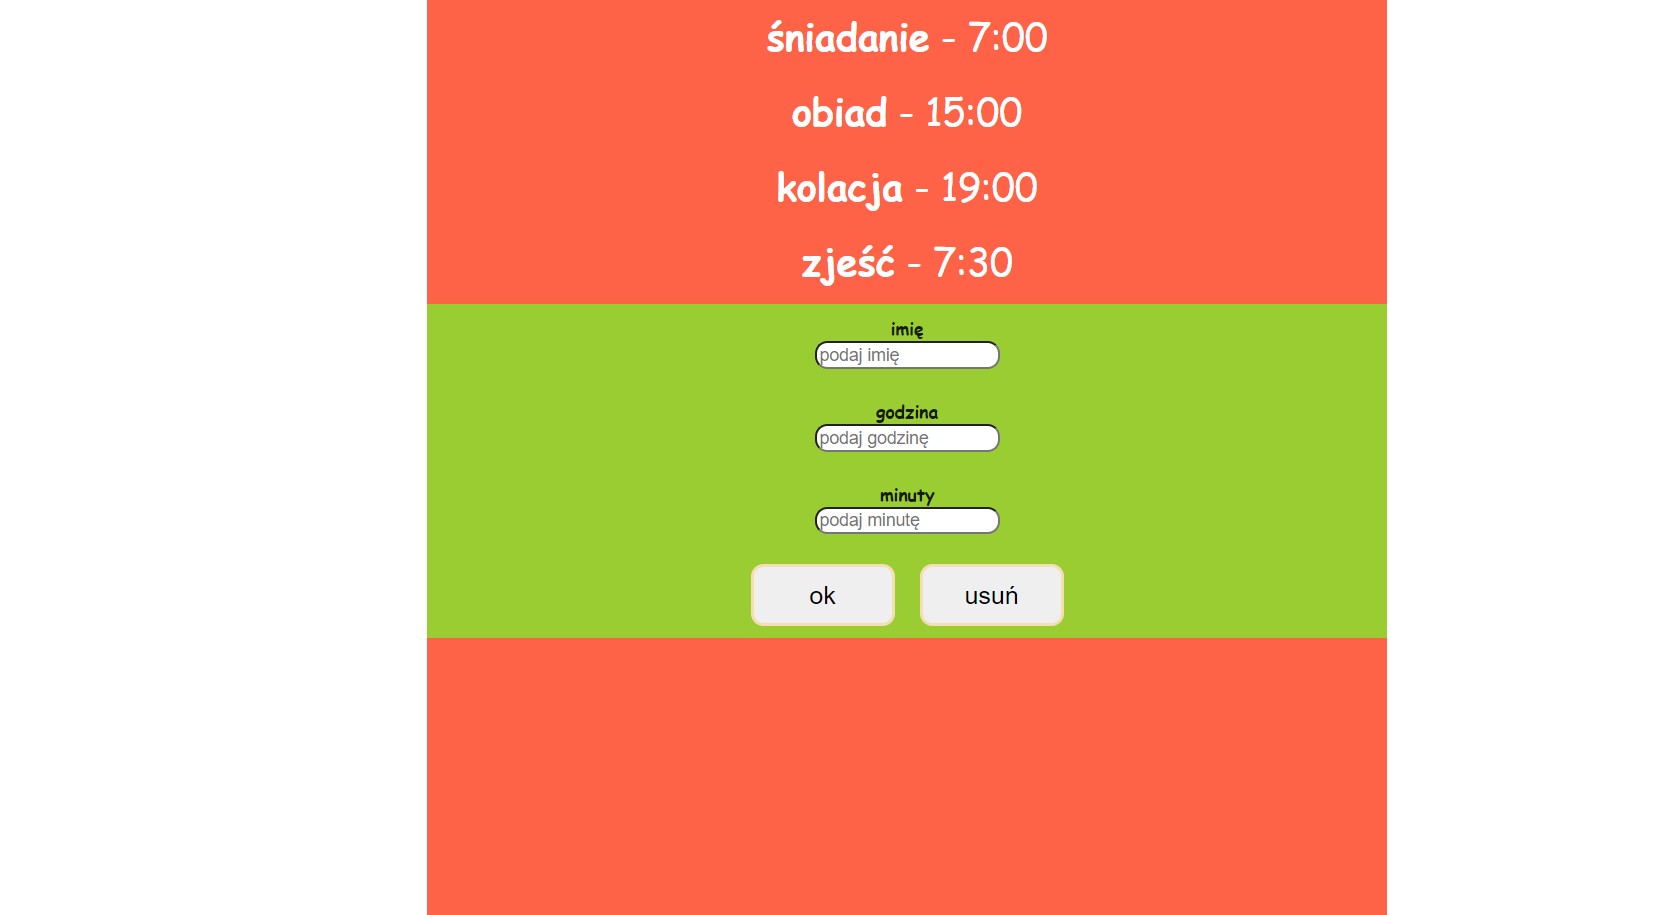 śniadanie - 7:00
obiad - 15:00
kolacja - 19:00
zjeść - 7:30
imię
podaj imię
godzina
podaj godzinę
minuty
podaj minutę
ok usuń